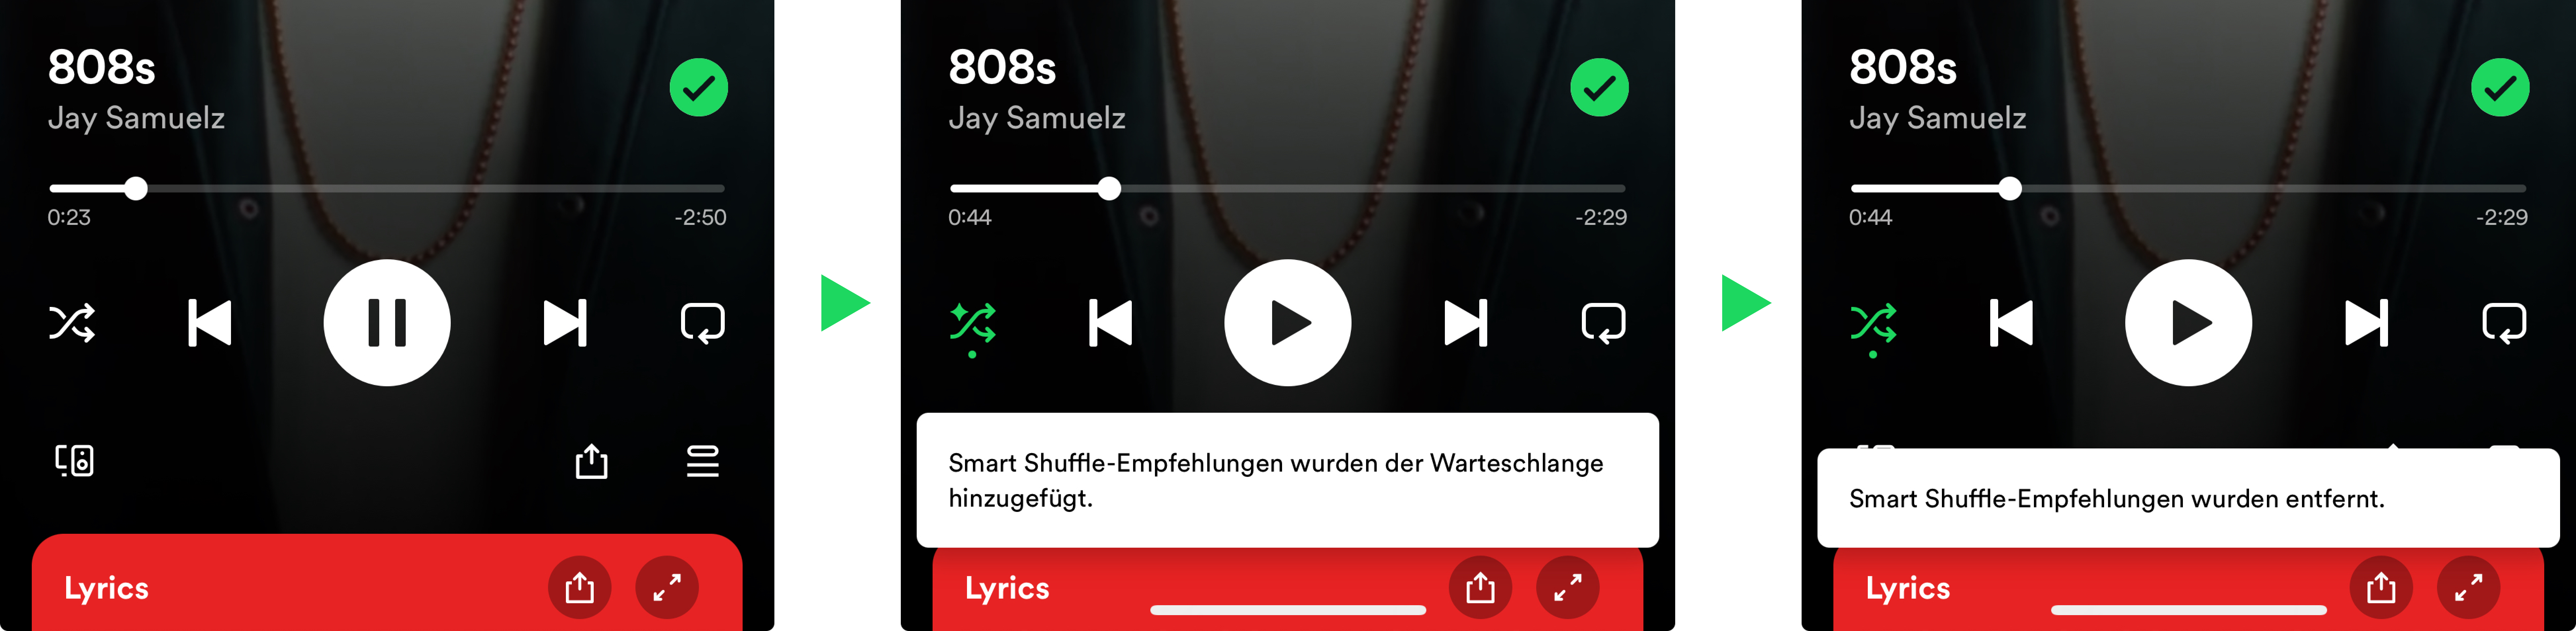 808s
Jay Samuelz
0:23
-2:50
Lyrics
808s
Jay Samuelz
0:44
-2:29
Smart Shuffle-Empfehlungen wurden der Warteschlange
hinzugefügt.
Lyrics
808s
Jay Samuelz
0:44
-2:29
Smart Shuffle-Empfehlungen wurden entfernt.
Lyrics